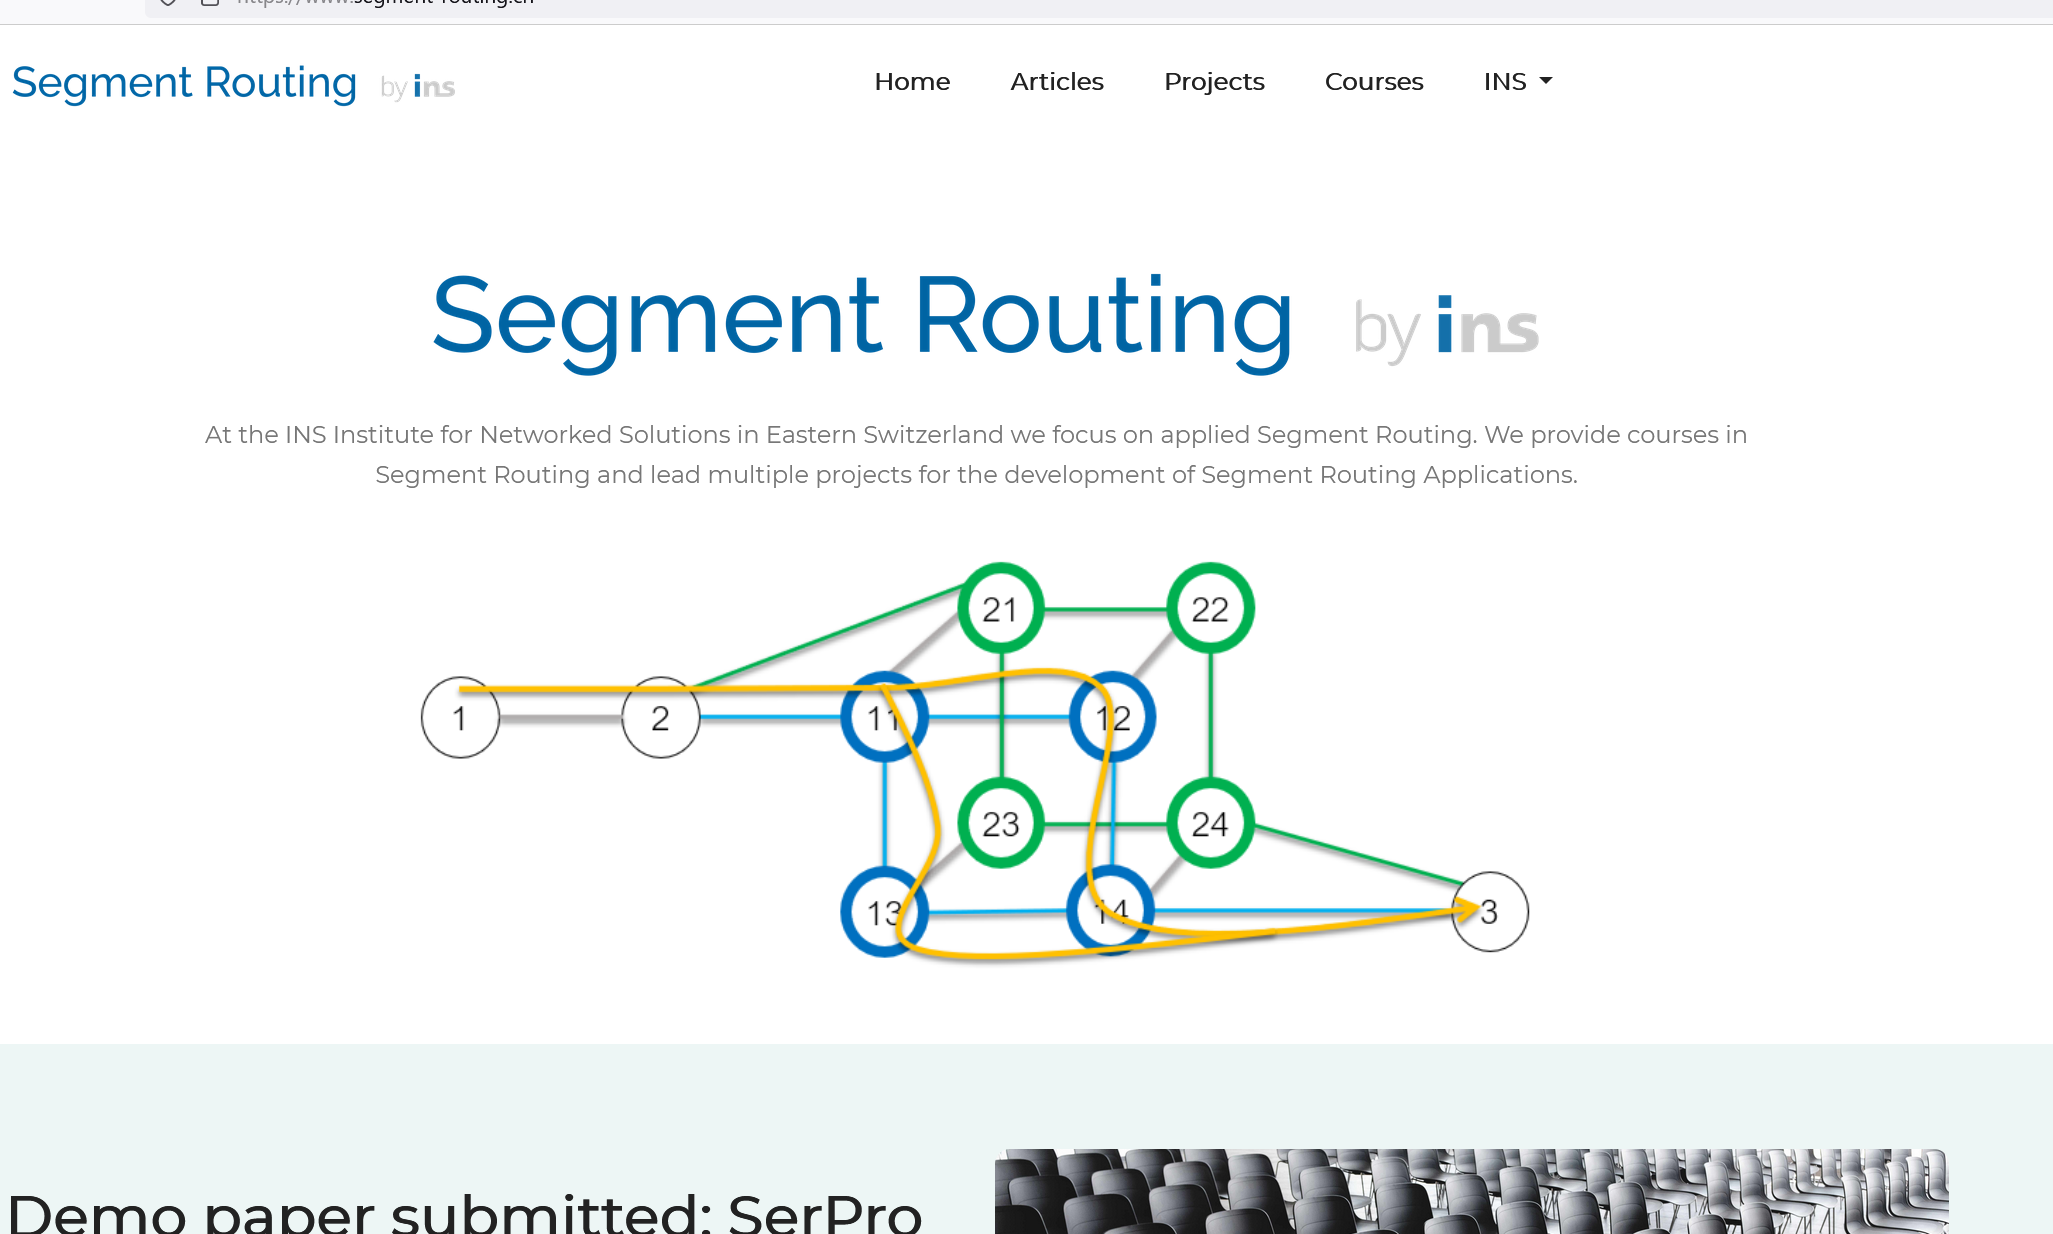 https://www.segment-routing.ch
Segment Routing by ins
Home Articles Projects Courses INS
Segment Routing by ins
At the INS Institute for Networked Solutions in Eastern Switzerland we focus on applied Segment Routing. We provide courses in
Segment Routing and lead multiple projects for the development of Segment Routing Applications.
21 22
1 2 11 12
23 24
13 14 3
Demo paper submitted: SerPro